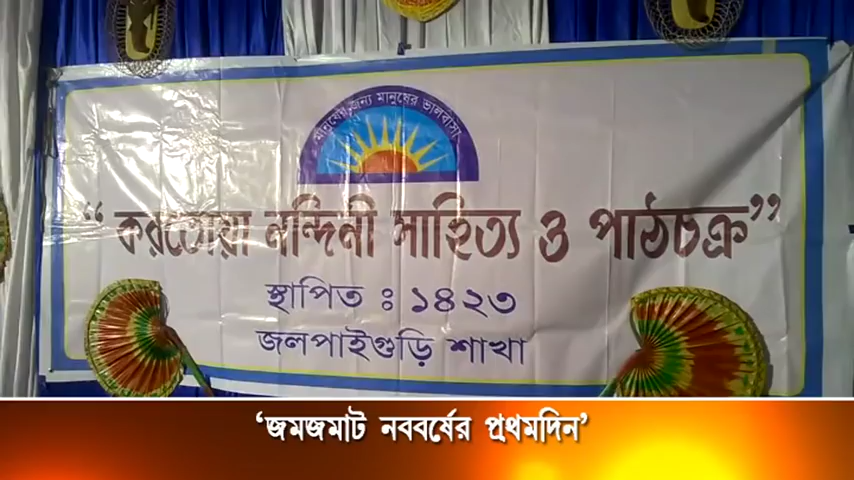 মানুষের জন্য মানুষের ভালবাসা
“করতোয়া নন্দিনী সাহিত্য ও পাঠচক্র”
স্থাপিত : ১৪২৩
জলপাইগুড়ি শাখা
‘জমজমাট নববর্ষের প্রথমদিন’